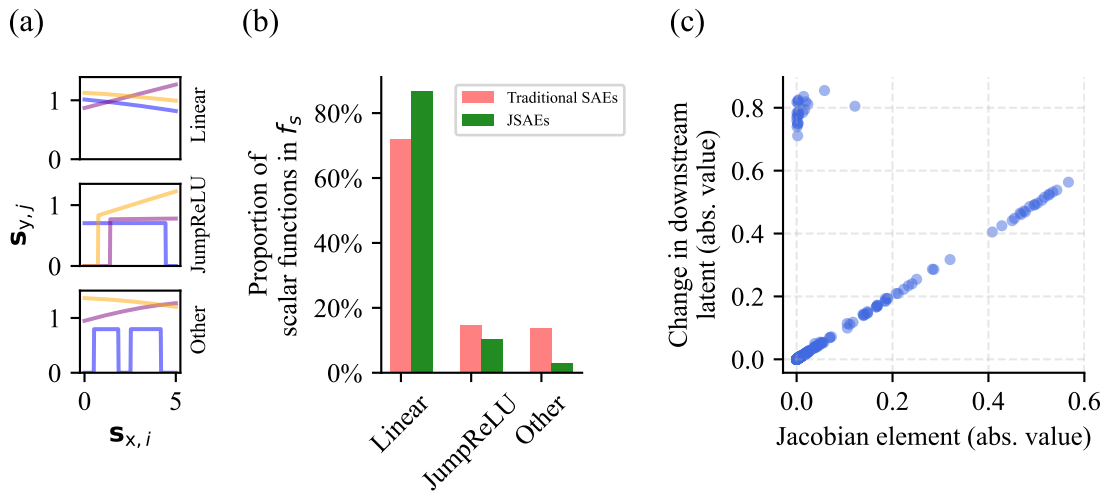 (a)
1
0
Linear
1
0
JumpReLU
1
0
Other
0
5
s_y,j
s_x,i
(b)
Proportion of
scalar functions in f_s
80%
60%
40%
20%
0%
Traditional SAEs
JSAEs
Linear
JumpReLU
Other
(c)
Change in downstream
latent (abs. value)
0.8
0.6
0.4
0.2
0.0
0.0
0.2
0.4
0.6
Jacobian element (abs. value)